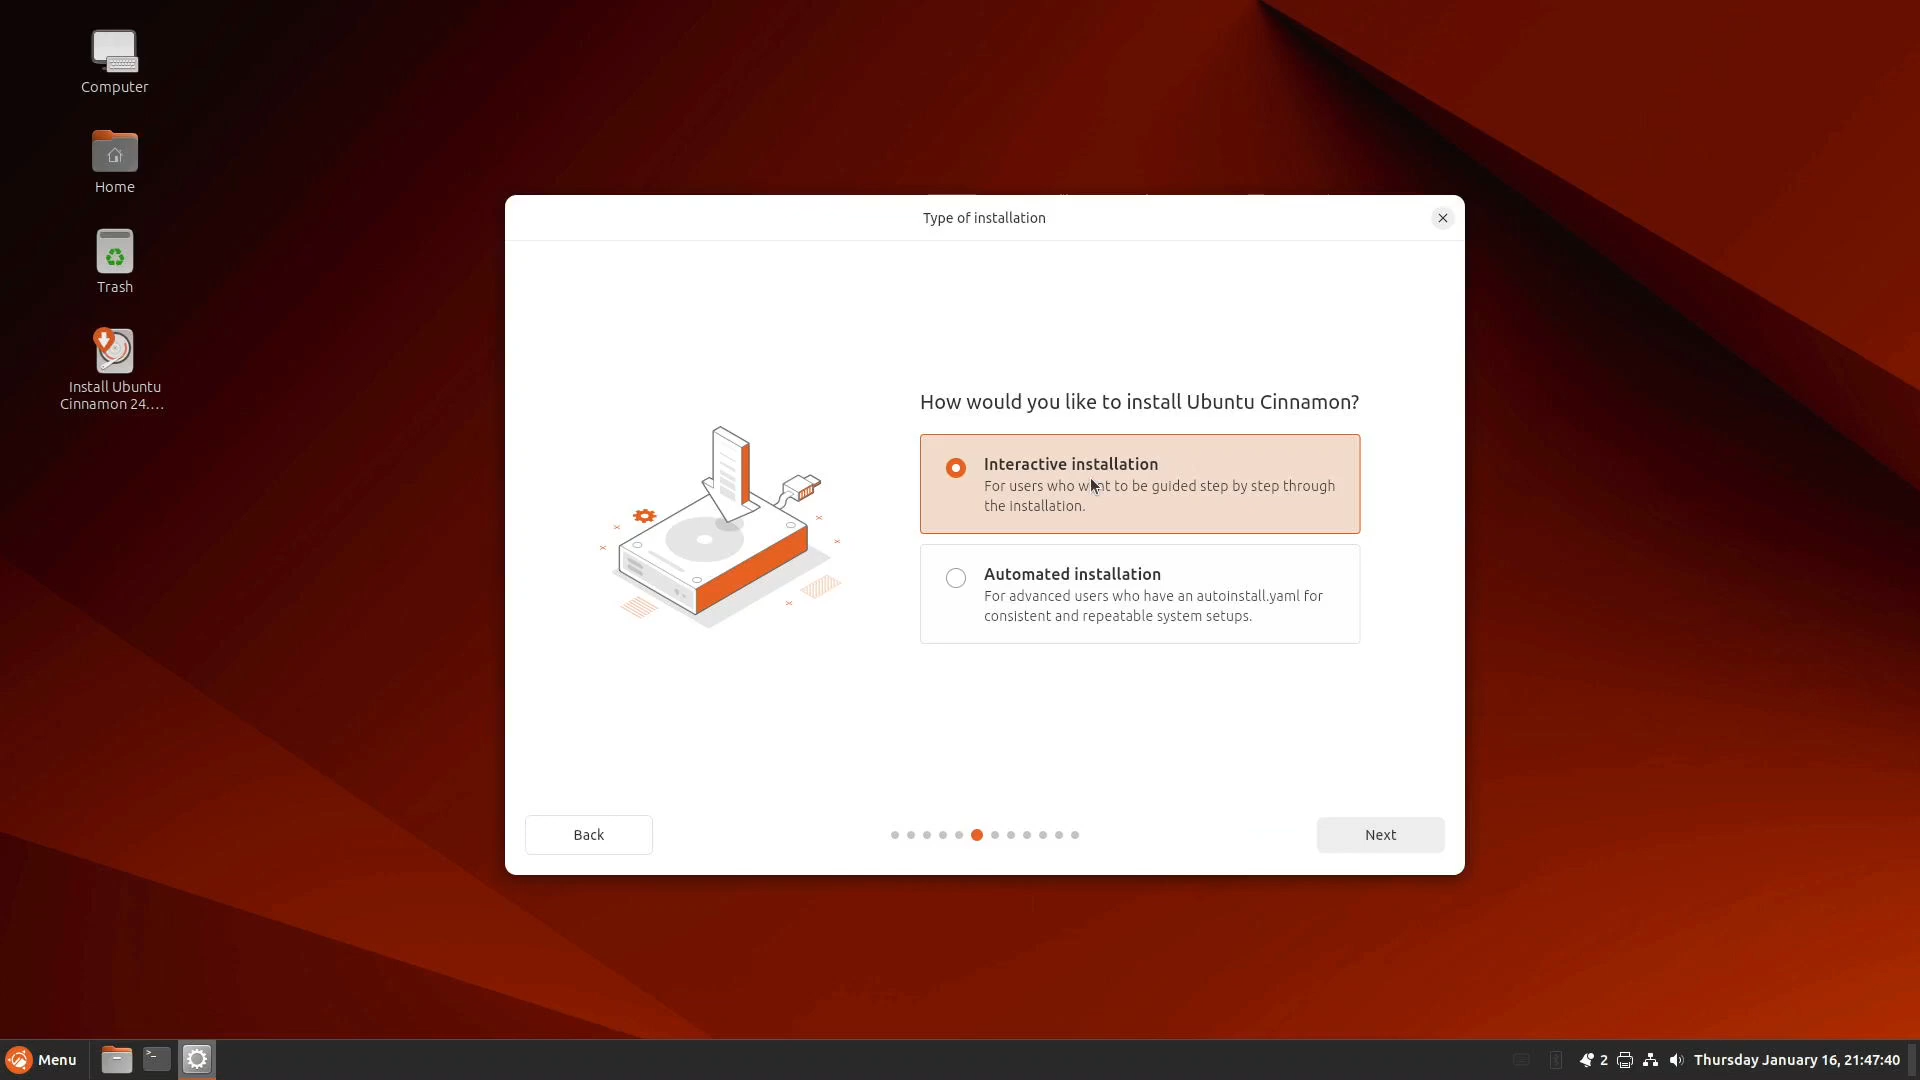 Computer
Home
Trash
Install Ubuntu
Cinnamon 24....
Type of installation
How would you like to install Ubuntu Cinnamon?
Interactive installation
For users who want to be guided step by step through
the installation.
Automated installation
For advanced users who have an autoinstall.yaml for
consistent and repeatable system setups.
Back
Next
Menu
2
Thursday January 16, 21:47:40